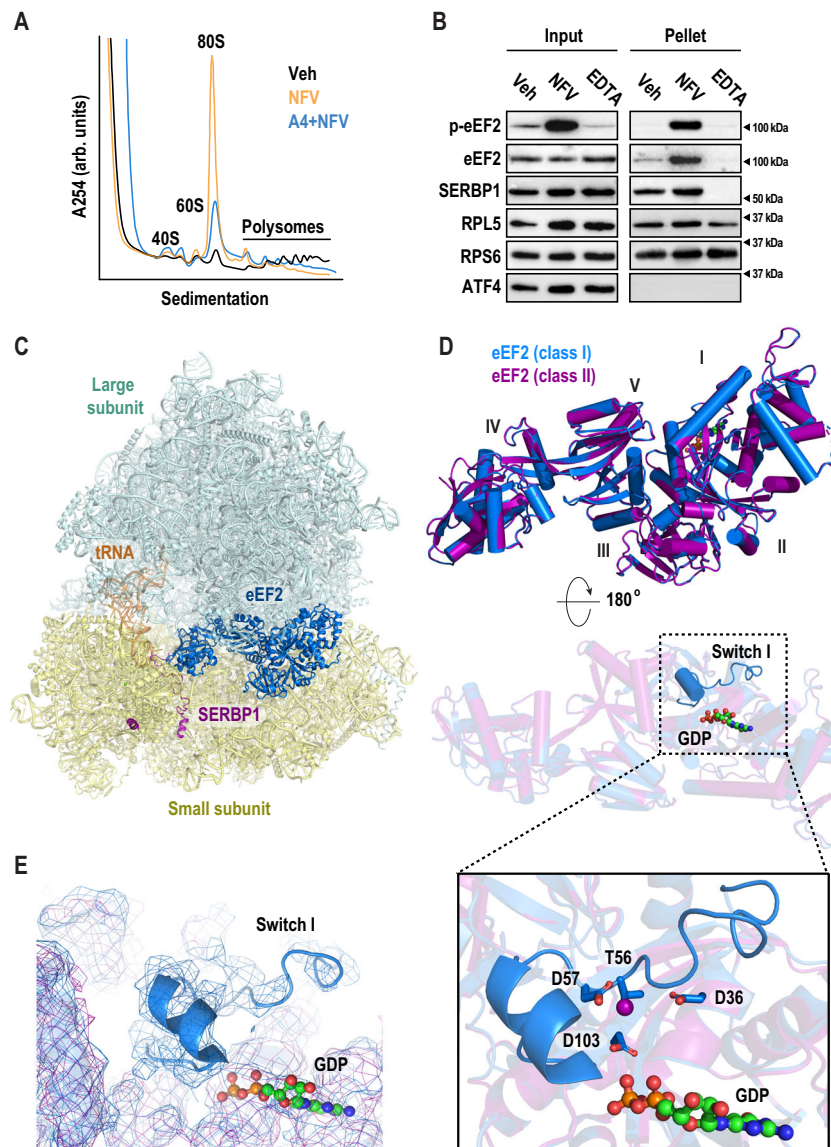 A
80S
Veh
NFV
A4+NFV
A254 (arb. units)
60S
40S
Polysomes
Sedimentation
B
Input
Pellet
Veh
NFV
EDTA
Veh
NFV
EDTA
p-eEF2
100 kDa
eEF2
100 kDa
SERBP1
50 kDa
RPL5
37 kDa
RPS6
37 kDa
ATF4
37 kDa
C
Large
subunit
tRNA
eEF2
SERBP1
Small subunit
D
eEF2 (class I)
eEF2 (class II)
I
V
IV
III
II
180°
Switch I
GDP
D57
T56
D36
D103
GDP
E
Switch I
GDP